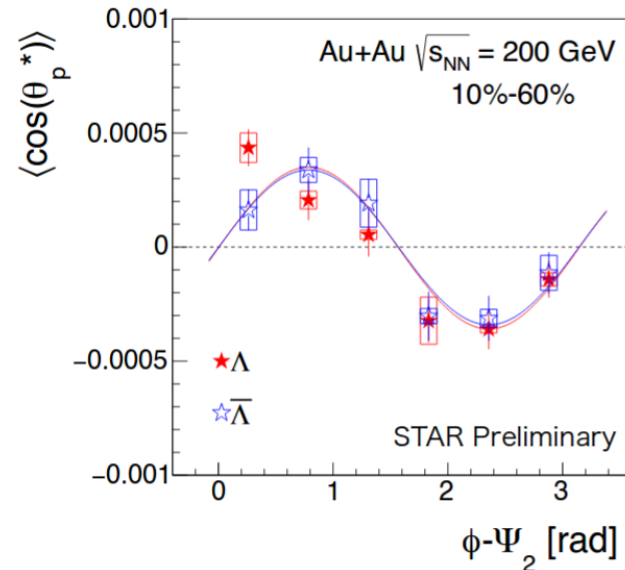 ⟨cos(θp*)⟩
0.001
0.0005
0
−0.0005
−0.001
Au+Au √sNN = 200 GeV
10%-60%
Λ
Λ̅
STAR Preliminary
0 1 2 3
ϕ-Ψ2 [rad]